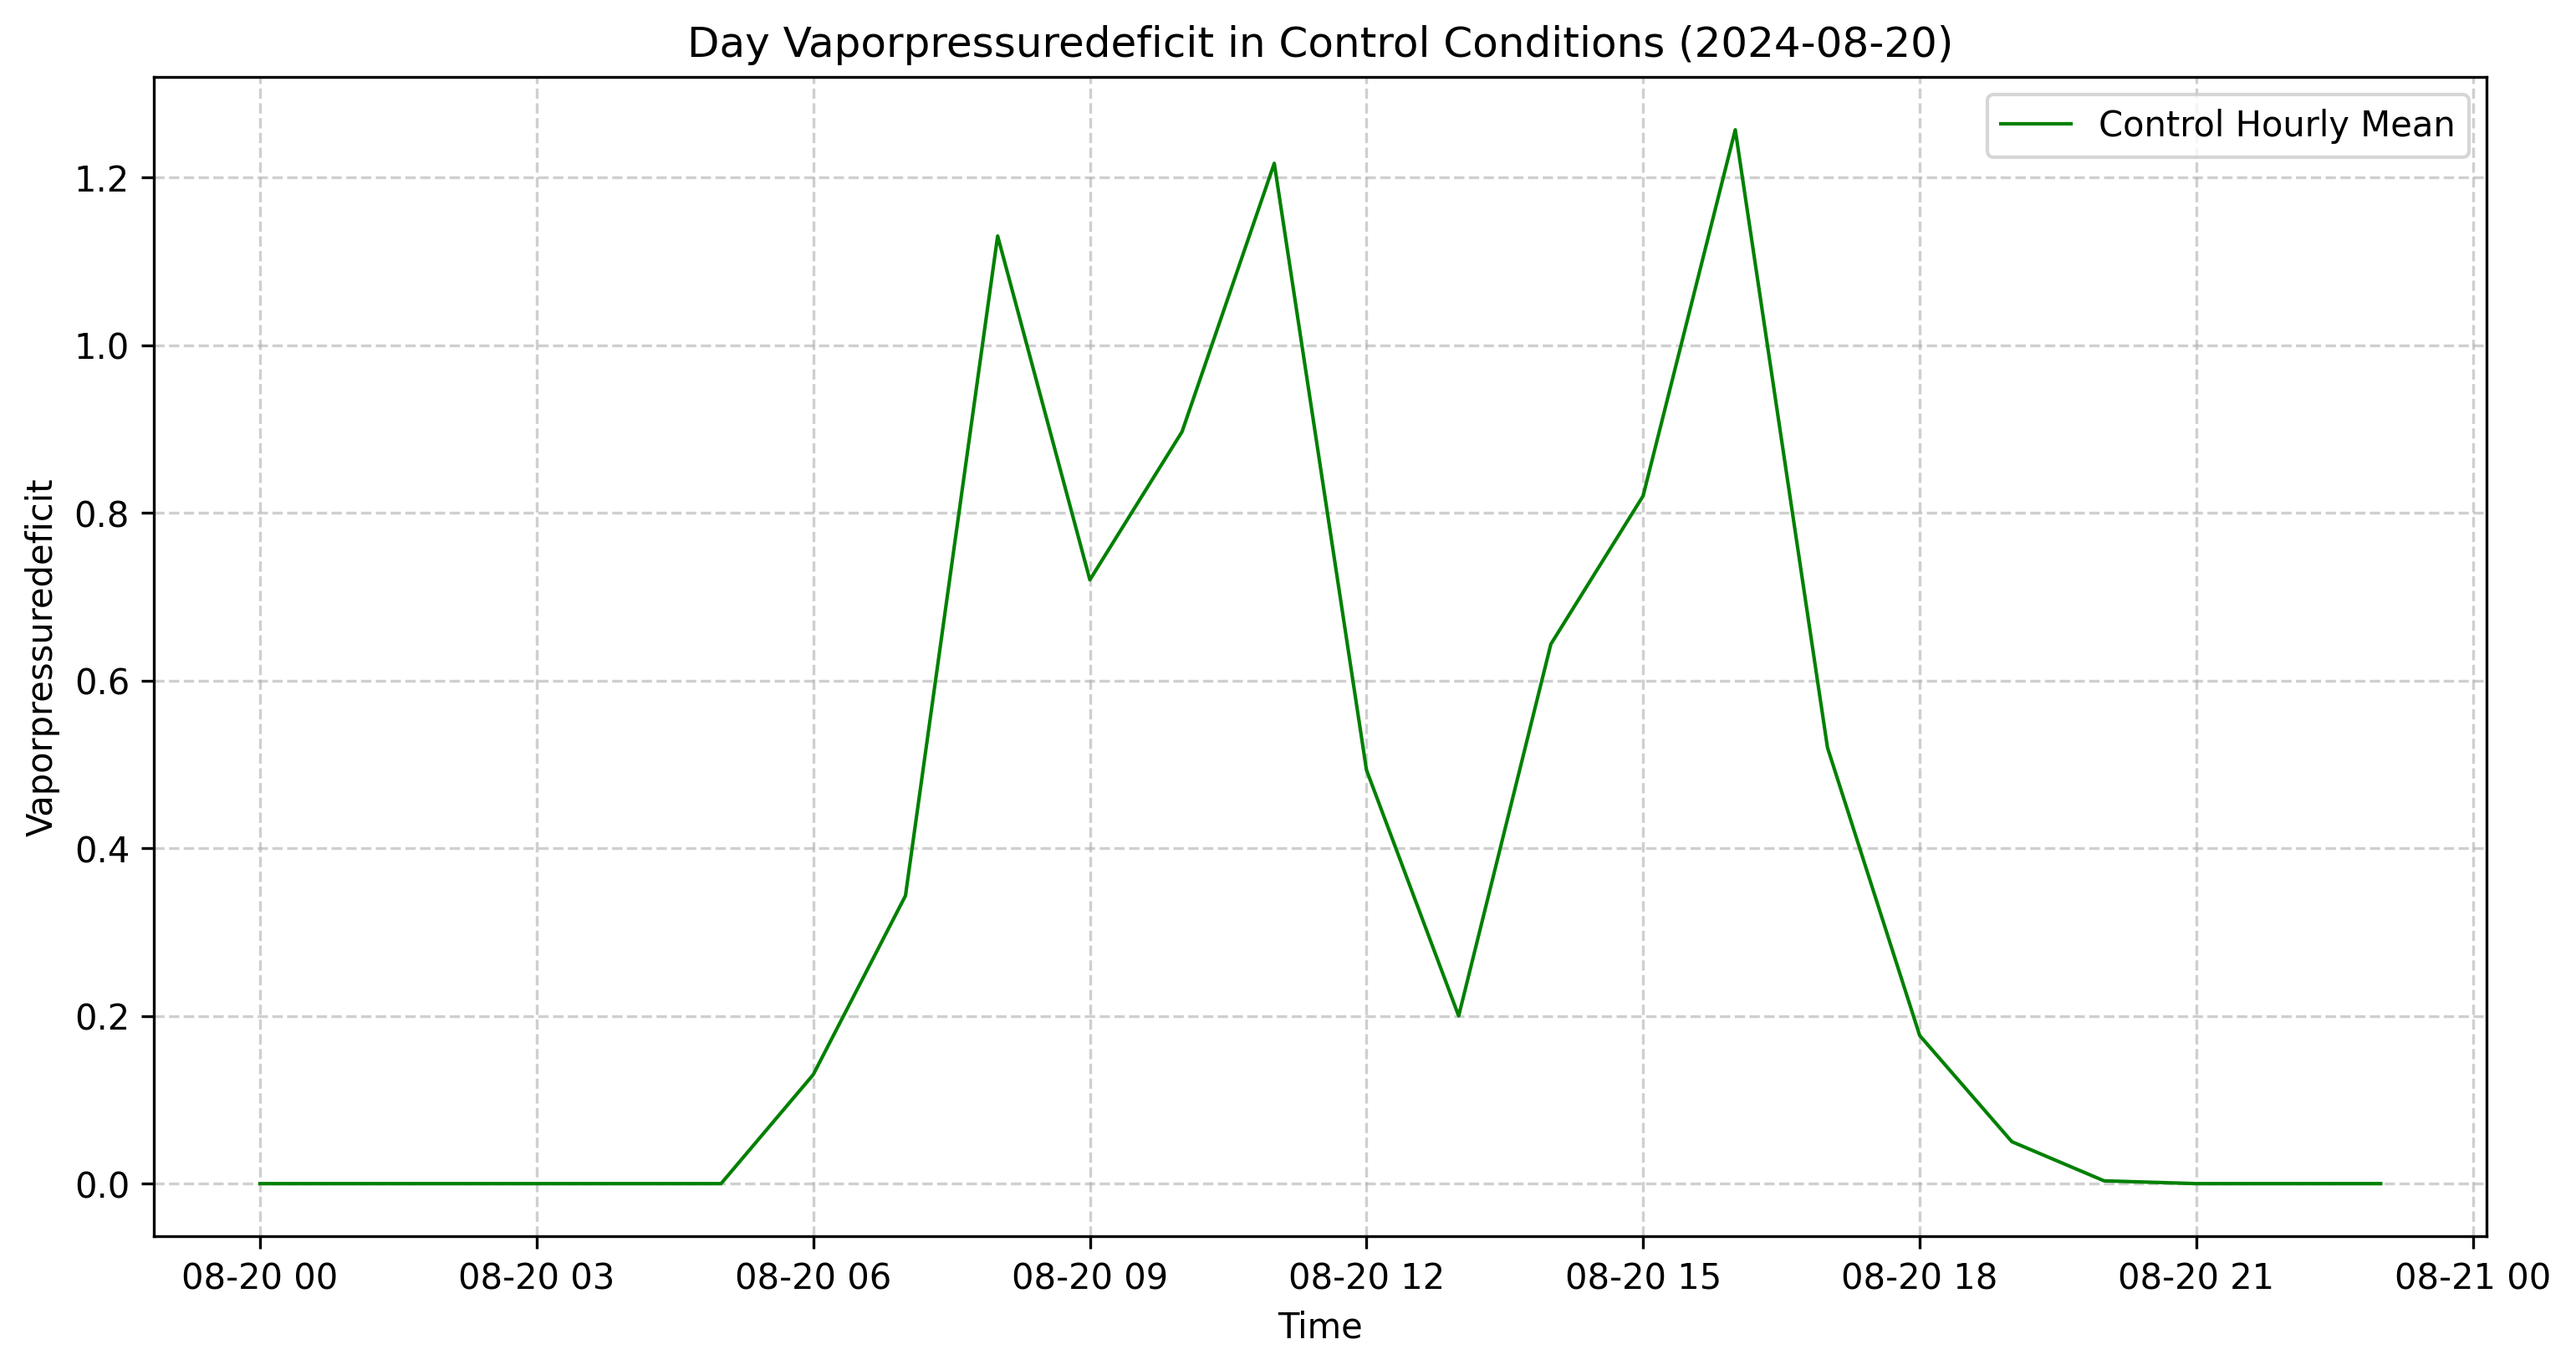 Day Vaporpressuredeficit in Control Conditions (2024-08-20)
Control Hourly Mean
Vaporpressuredeficit
1.2
1.0
0.8
0.6
0.4
0.2
0.0
08-20 00 08-20 03 08-20 06 08-20 09 08-20 12 08-20 15 08-20 18 08-20 21 08-21 00
Time